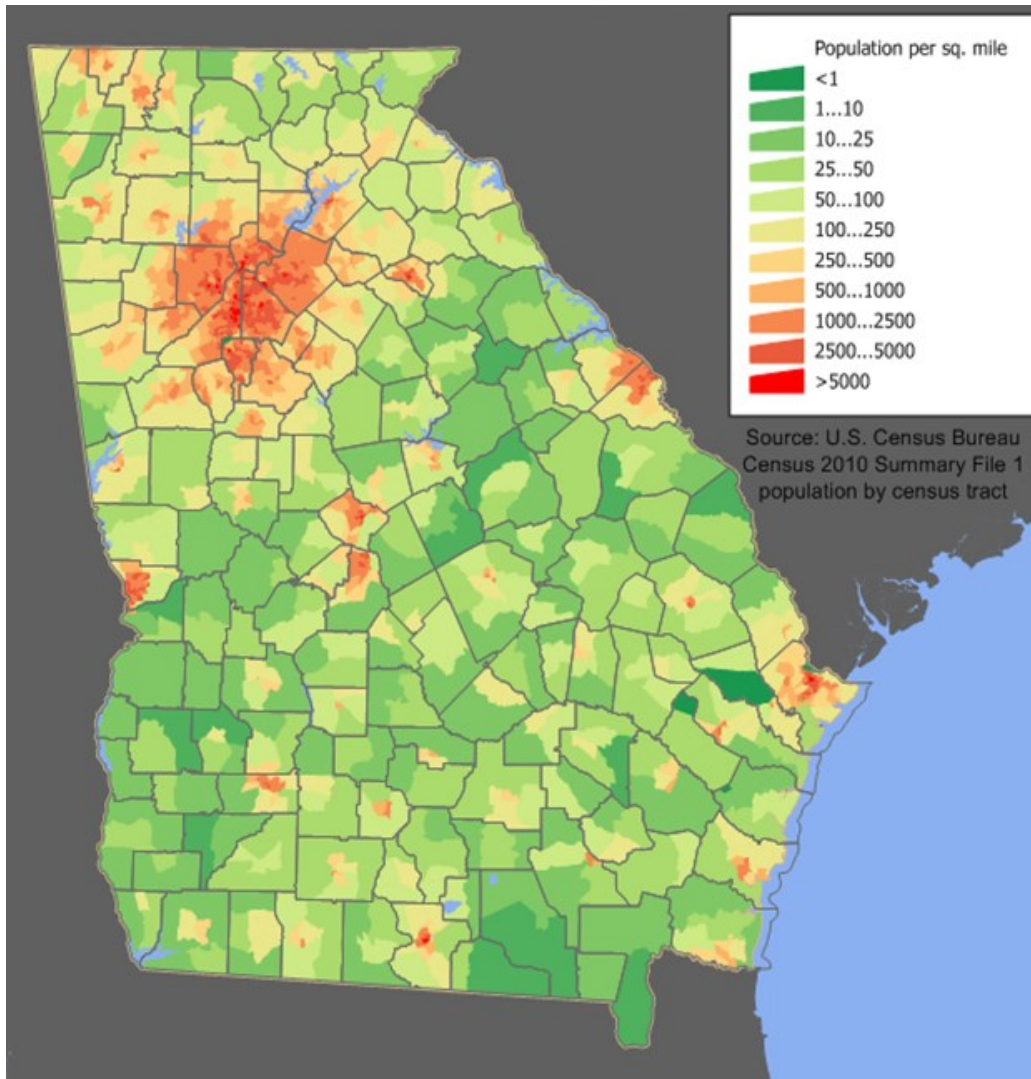 Population per sq. mile
<1
1...10
10...25
25...50
50...100
100...250
250...500
500...1000
1000...2500
2500...5000
>5000
Source: U.S. Census Bureau
Census 2010 Summary File 1
population by census tract